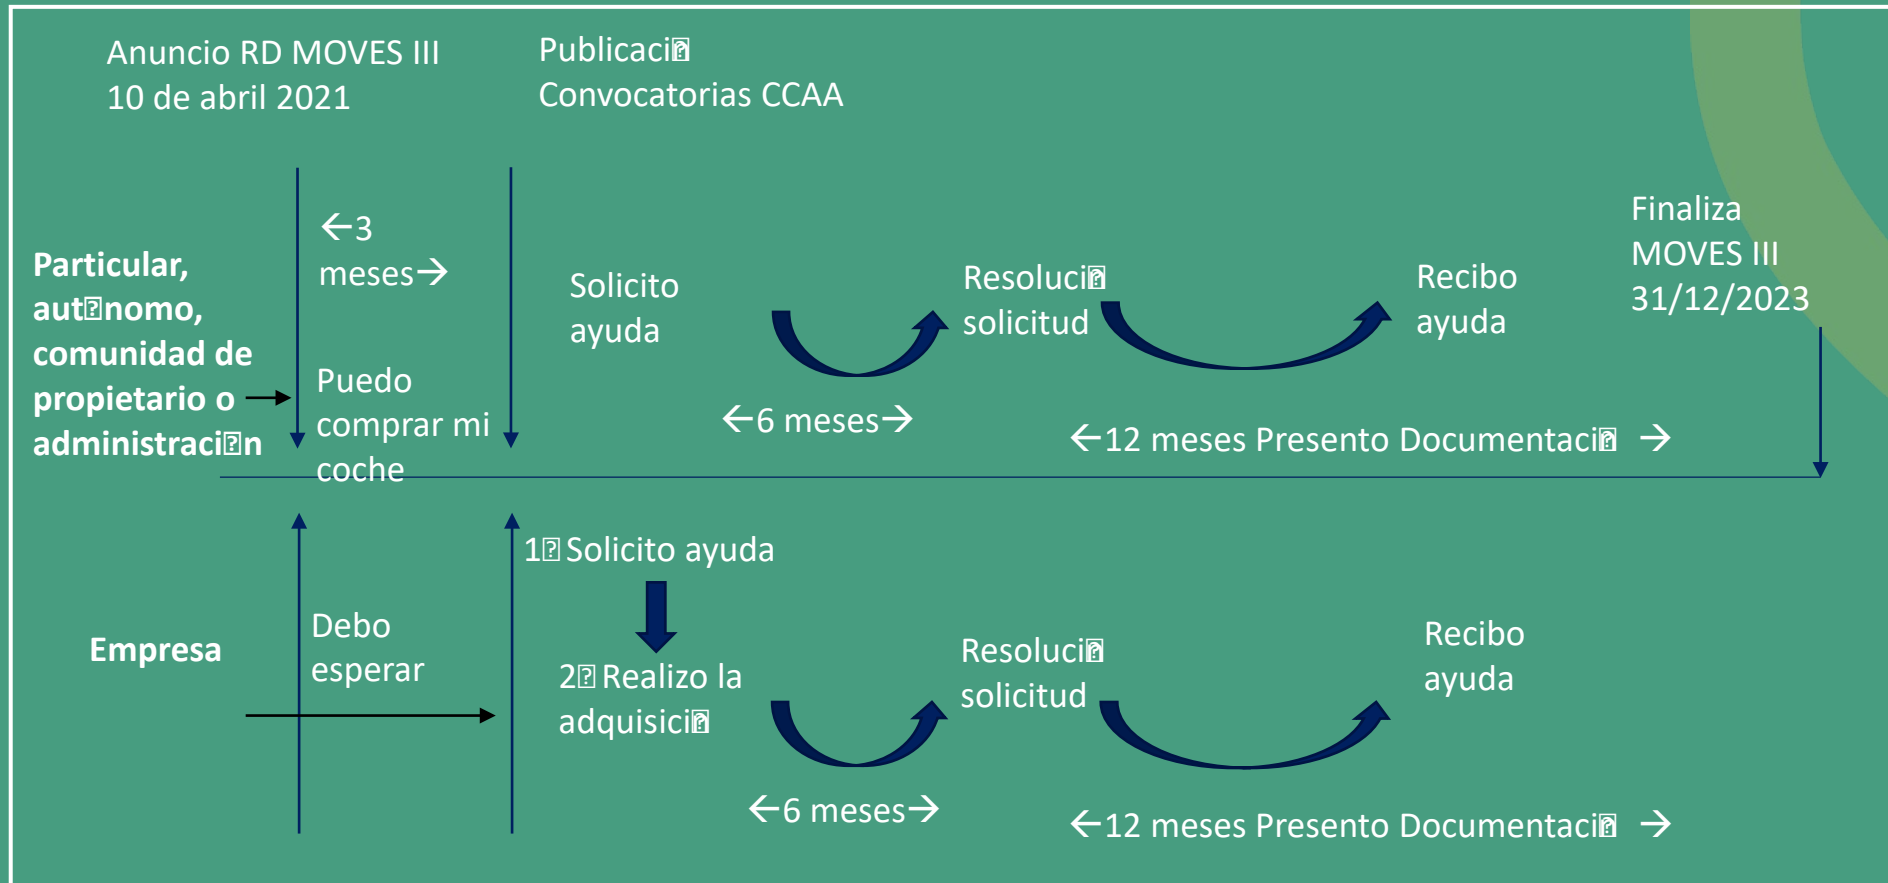 Anuncio RD MOVES III
10 de abril 2021
Publicaci�
Convocatorias CCAA
Particular,
aut�nomo,
comunidad de
propietario o
administraci�n
←3
meses→
Puedo
comprar mi
coche
Solicito
ayuda
←6 meses→
Resoluci�
solicitud
←12 meses Presento Documentaci� →
Recibo
ayuda
Finaliza
MOVES III
31/12/2023
Empresa
Debo
esperar
1� Solicito ayuda
2� Realizo la
adquisici�
←6 meses→
Resoluci�
solicitud
←12 meses Presento Documentaci� →
Recibo
ayuda